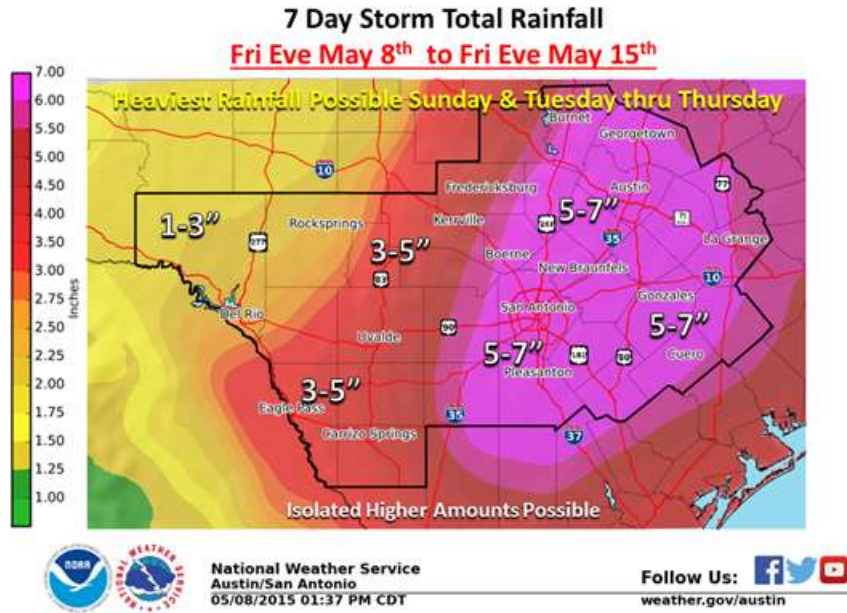 7 Day Storm Total Rainfall
Fri Eve May 8th to Fri Eve May 15th
Heaviest Rainfall Possible Sunday & Tuesday thru Thursday
7.00
6.00
5.50
5.00
4.50
4.00
3.50
3.00
2.75
2.50
2.25
2.00
1.75
1.50
1.25
1.00
Inches
Burnet
Georgetown
10
Fredericksburg
Austin
77
1-3”
Rocksprings
Kerrville
5-7”
71
277
3-5”
281
35
La Grange
Boerne
New Braunfels
83
10
Del Rio
San Antonio
Gonzales
Uvalde
90
5-7”
5-7”
181
Cuero
Pleasanton
3-5”
Eagle Pass
35
Carrizo Springs
37
Isolated Higher Amounts Possible
NOAA
NATIONAL WEATHER SERVICE
National Weather Service
Austin/San Antonio
05/08/2015 01:37 PM CDT
Follow Us:
weather.gov/austin